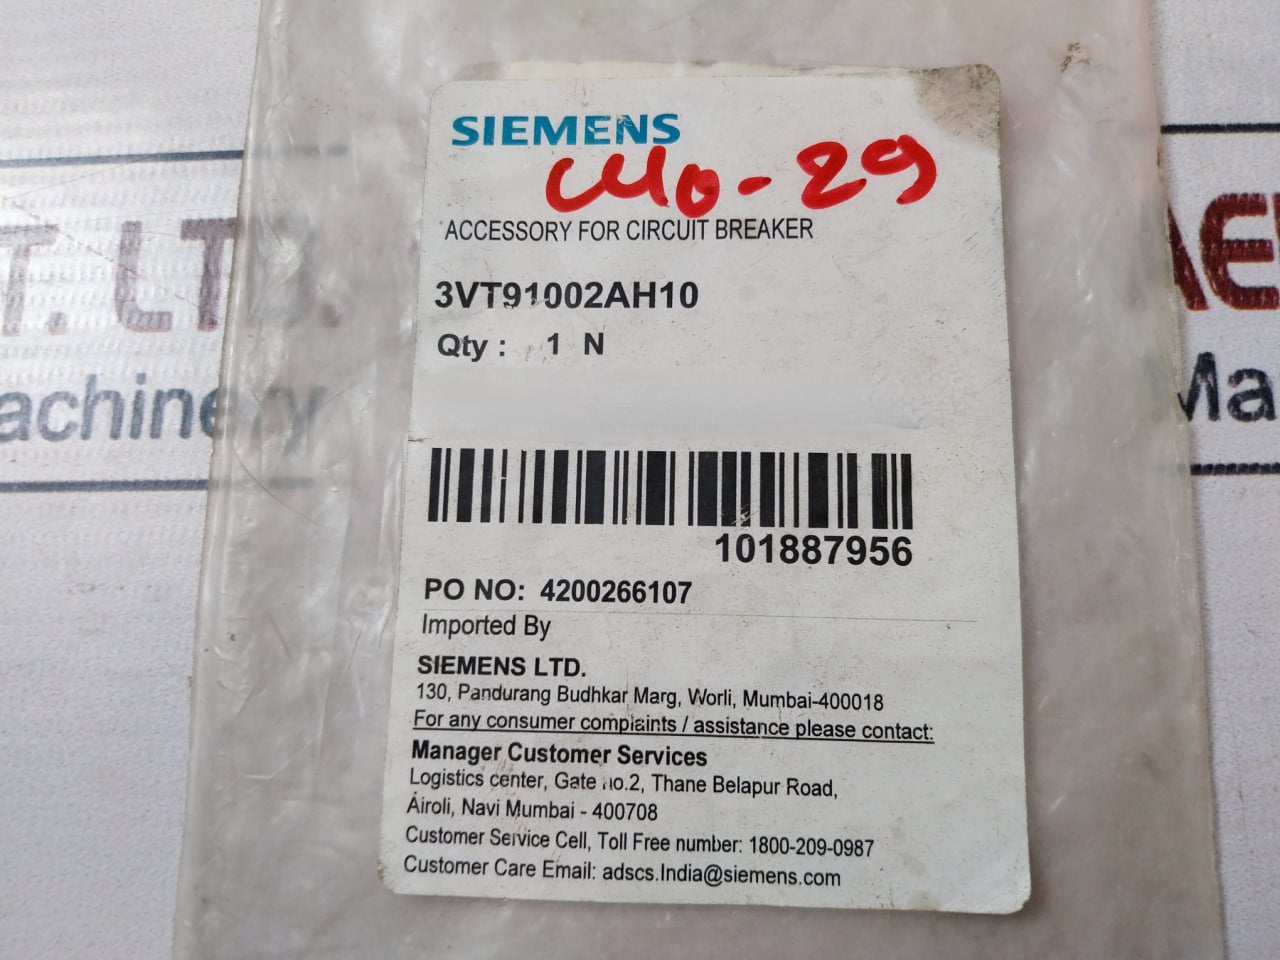 SIEMENS
ACCESSORY FOR CIRCUIT BREAKER
3VT91002AH10
Qty : 1 N
101887956
PO NO: 4200266107
Imported By
SIEMENS LTD.
130, Pandurang Budhkar Marg, Worli, Mumbai-400018
For any consumer complaints / assistance please contact:
Manager Customer Services
Logistics center, Gate no.2, Thane Belapur Road,
Airoli, Navi Mumbai - 400708
Customer Service Cell, Toll Free number: 1800-209-0987
Customer Care Email: adscs.India@siemens.com
T. LTD.
achinery
AE
Ma